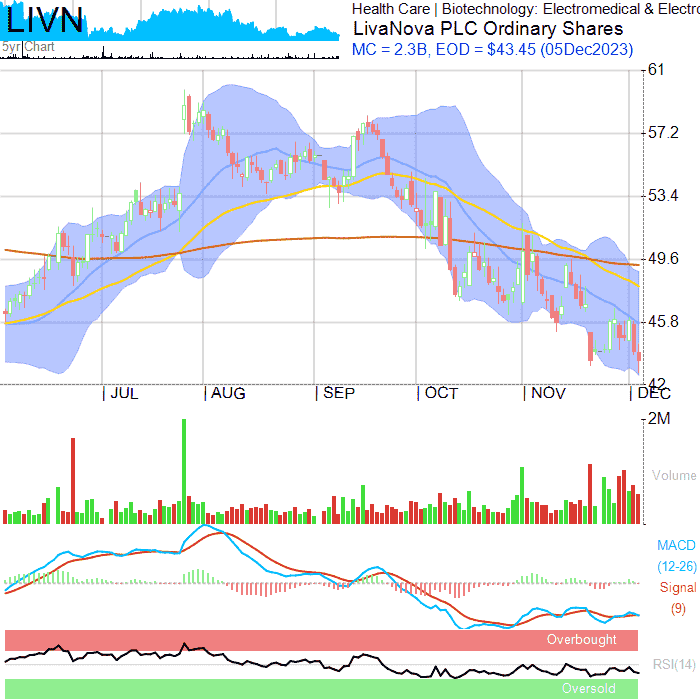 LIVN
5yr Chart
Health Care | Biotechnology: Electromedical & Electro
LivaNova PLC Ordinary Shares
MC = 2.3B, EOD = $43.45 (05Dec2023)
61
57.2
53.4
49.6
45.8
42
JUL AUG SEP OCT NOV DEC
2M
Volume
MACD
(12-26)
Signal
(9)
Overbought
RSI(14)
Oversold